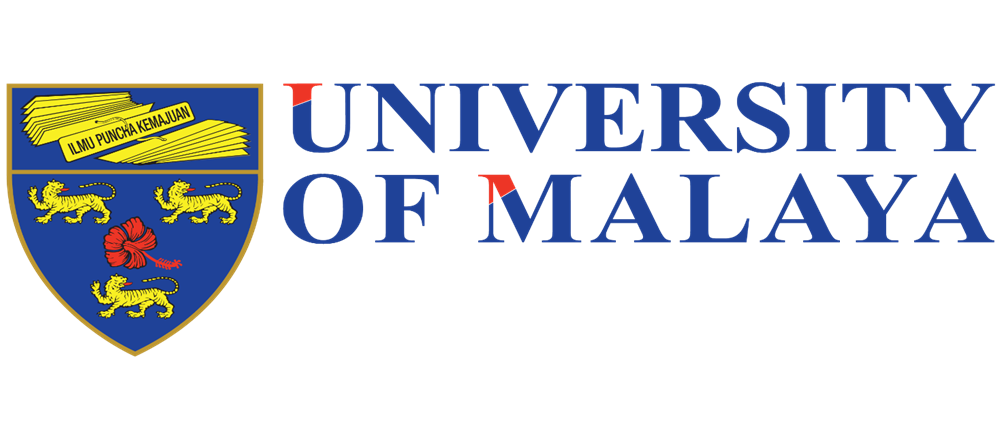 ILMU PUNCHA KEMAJUAN
UNIVERSITY
OF MALAYA